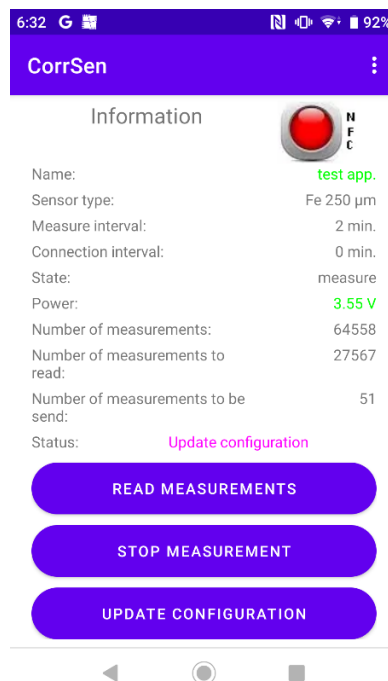 6:32 G 92%
CorrSen
Information
N
F
C
Name: test app.
Sensor type: Fe 250 µm
Measure interval: 2 min.
Connection interval: 0 min.
State: measure
Power: 3.55 V
Number of measurements: 64558
Number of measurements to 27567
read:
Number of measurements to be 51
send:
Status: Update configuration
READ MEASUREMENTS
STOP MEASUREMENT
UPDATE CONFIGURATION